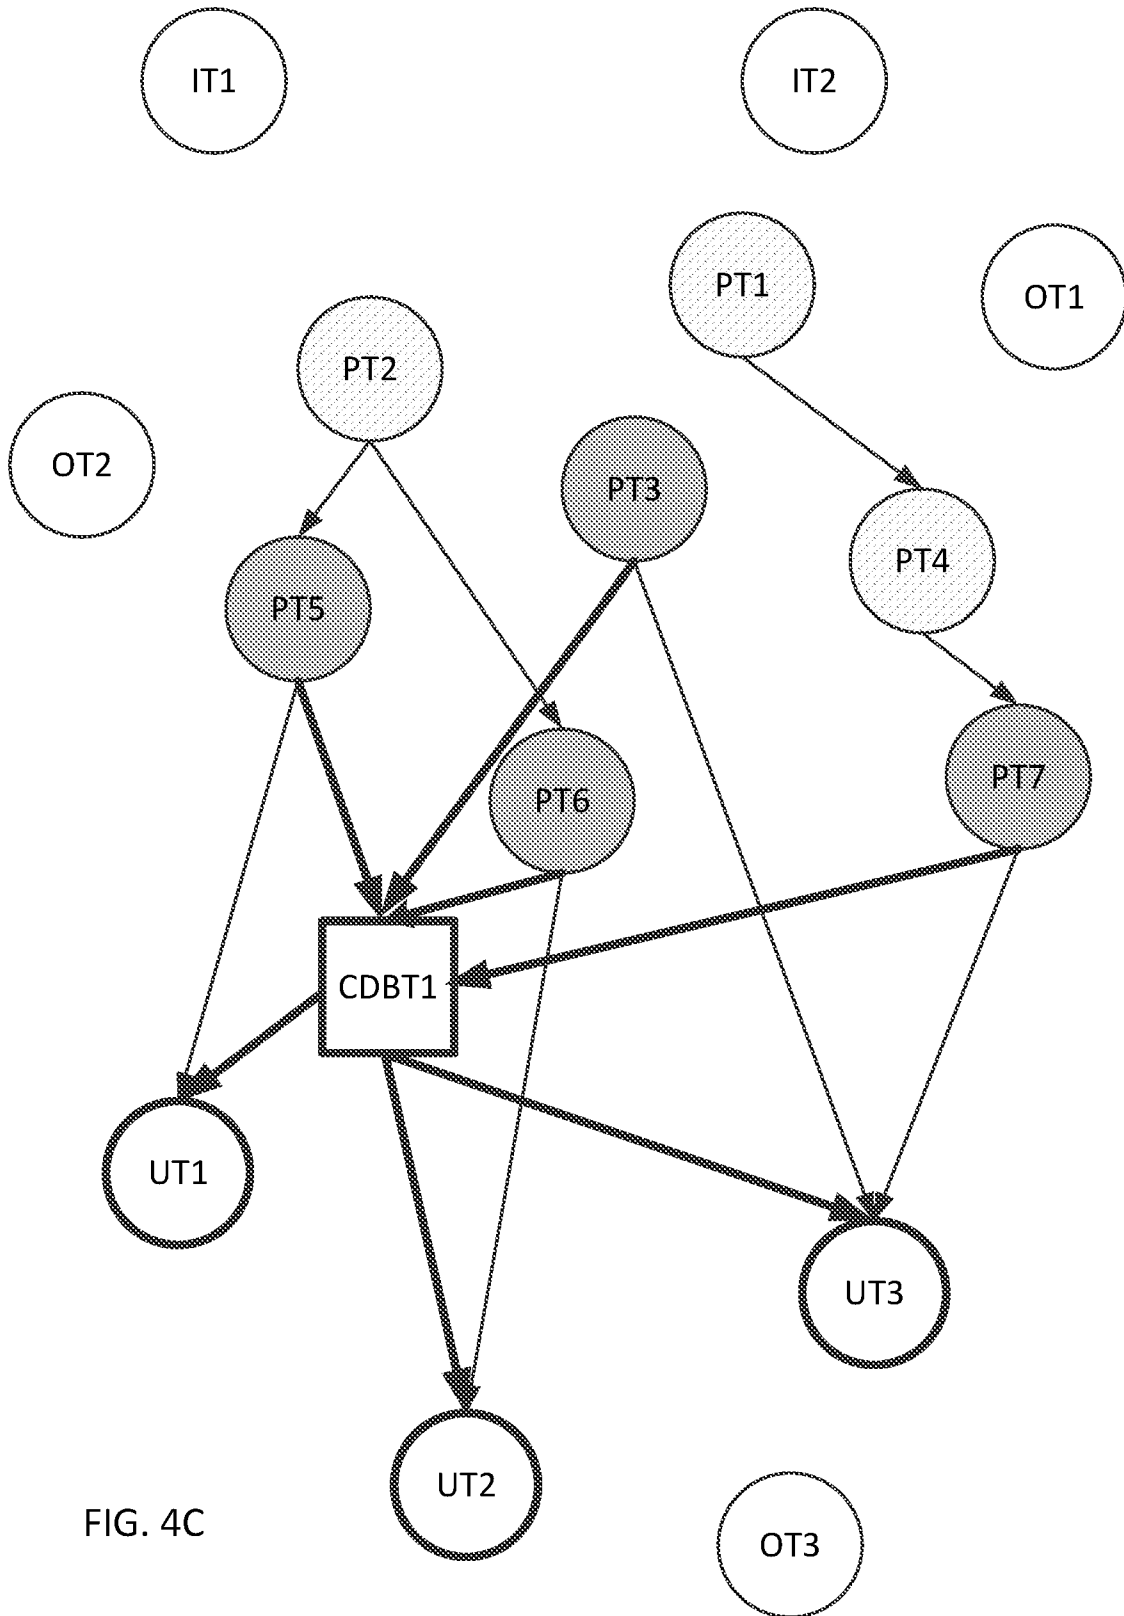 IT1
IT2
PT1
OT1
PT2
OT2
PT3
PT4
PT5
PT7
PT6
CDBT1
UT1
UT3
UT2
FIG. 4C
OT3